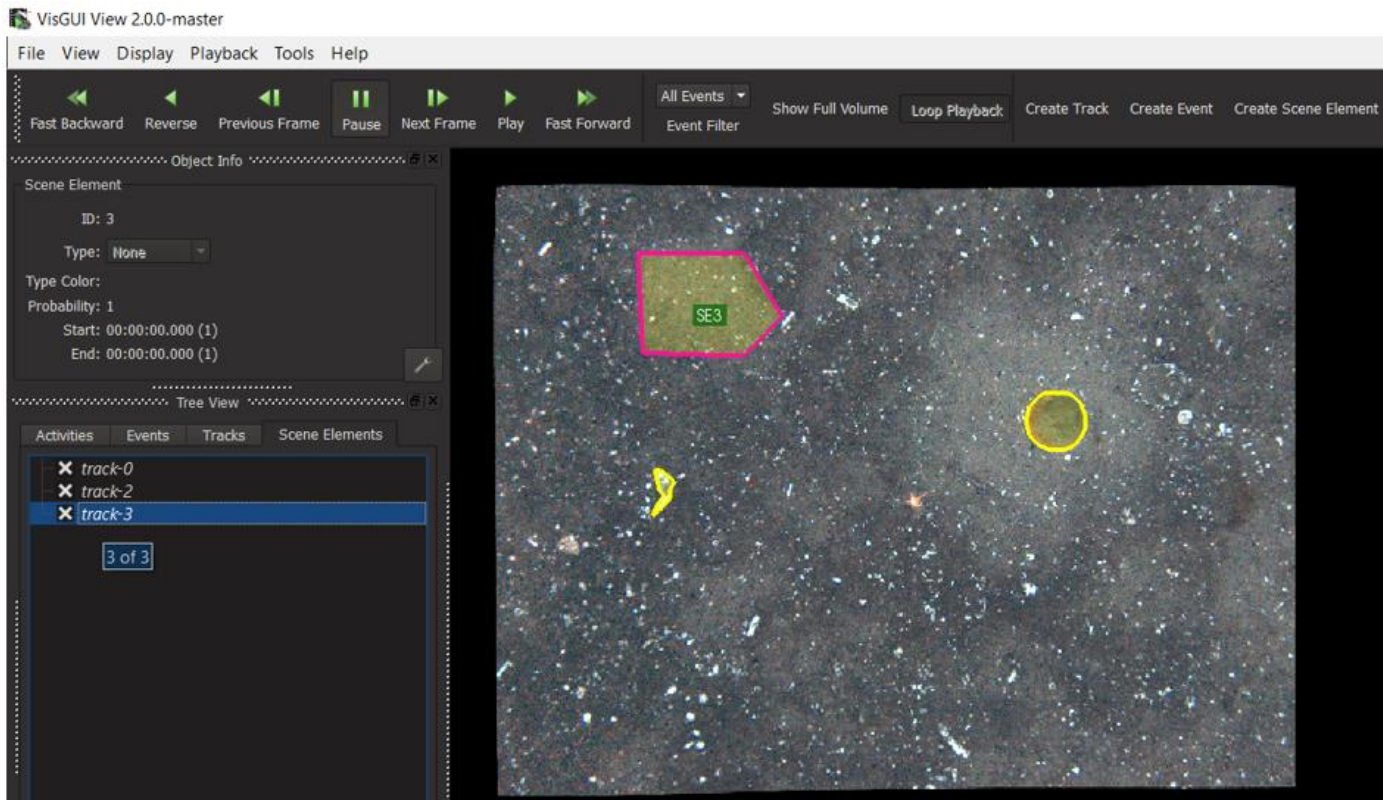 VisGUI View 2.0.0-master
File View Display Playback Tools Help
Fast Backward Reverse Previous Frame Pause Next Frame Play Fast Forward All Events Event Filter Show Full Volume Loop Playback Create Track Create Event Create Scene Element
Object Info
Scene Element
ID: 3
Type: None
Type Color:
Probability: 1
Start: 00:00:00.000 (1)
End: 00:00:00.000 (1)
Tree View
Activities Events Tracks Scene Elements
track-0
track-2
track-3
3 of 3
SE3